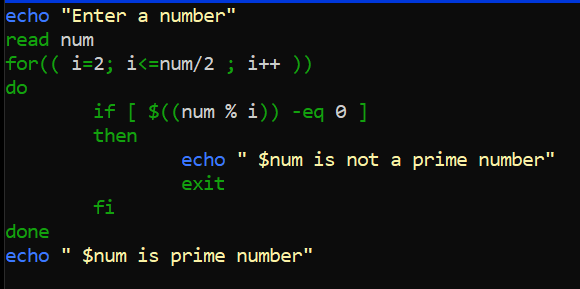 echo "Enter a number"
read num
for(( i=2; i<=num/2 ; i++ ))
do
        if [ $((num % i)) -eq 0 ]
        then
                echo " $num is not a prime number"
                exit
        fi
done
echo " $num is prime number"